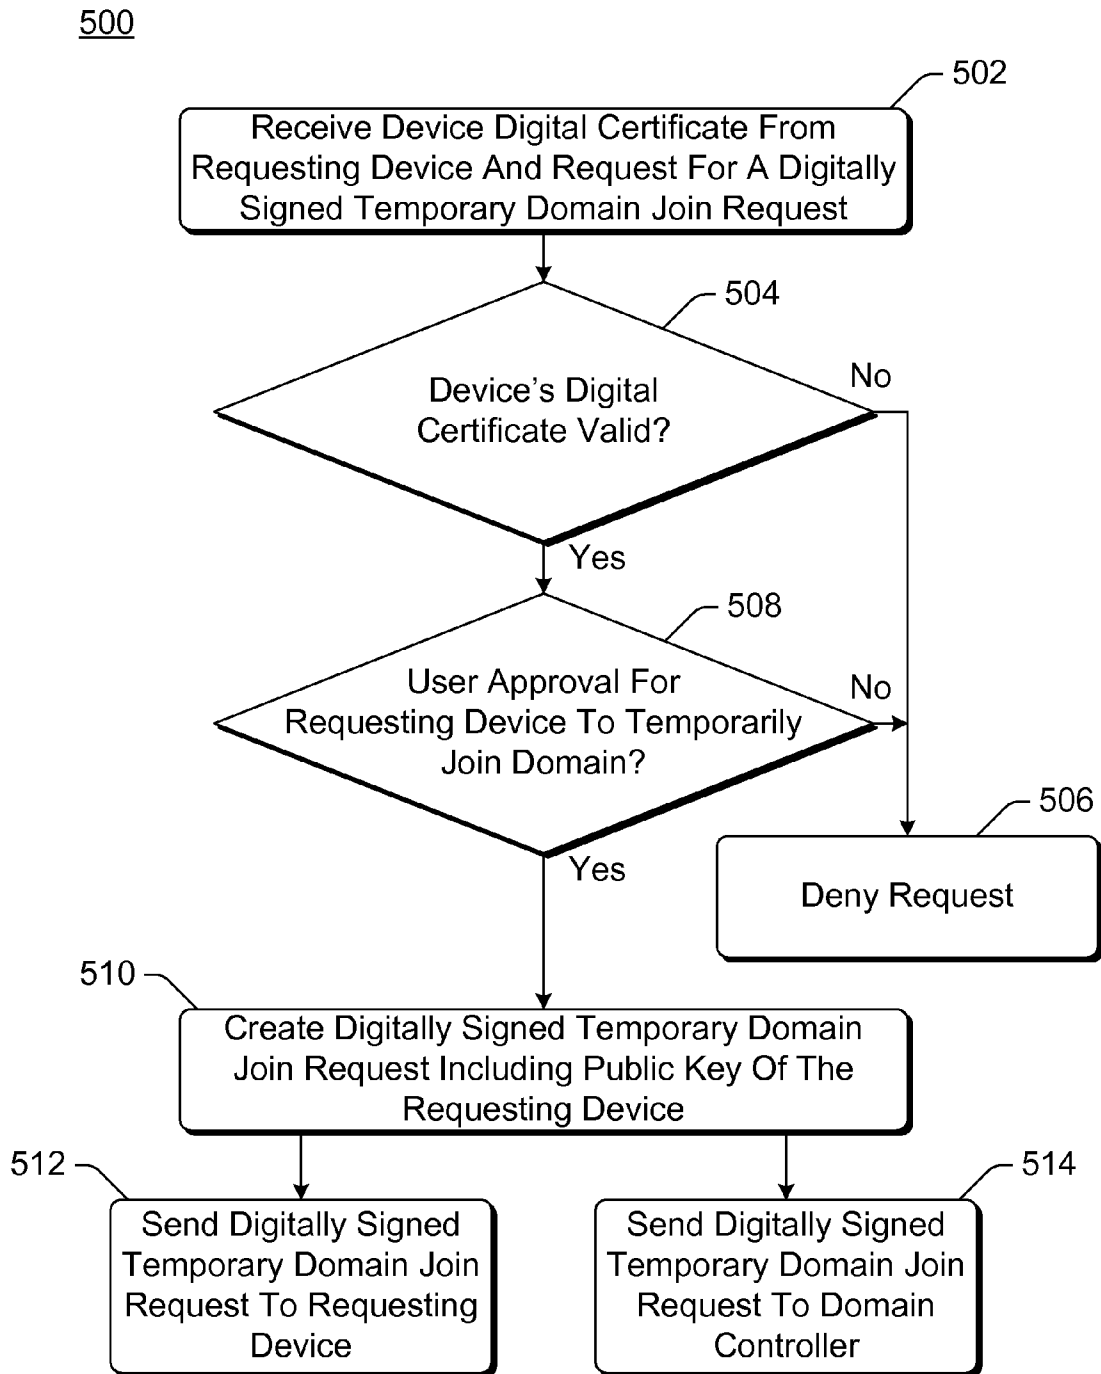 500
502
Receive Device Digital Certificate From
Requesting Device And Request For A Digitally
Signed Temporary Domain Join Request
504
Device's Digital
Certificate Valid?
No
Yes
508
User Approval For
Requesting Device To Temporarily
Join Domain?
No
Yes
506
Deny Request
510
Create Digitally Signed Temporary Domain
Join Request Including Public Key Of The
Requesting Device
512
Send Digitally Signed
Temporary Domain Join
Request To Requesting
Device
514
Send Digitally Signed
Temporary Domain Join
Request To Domain
Controller